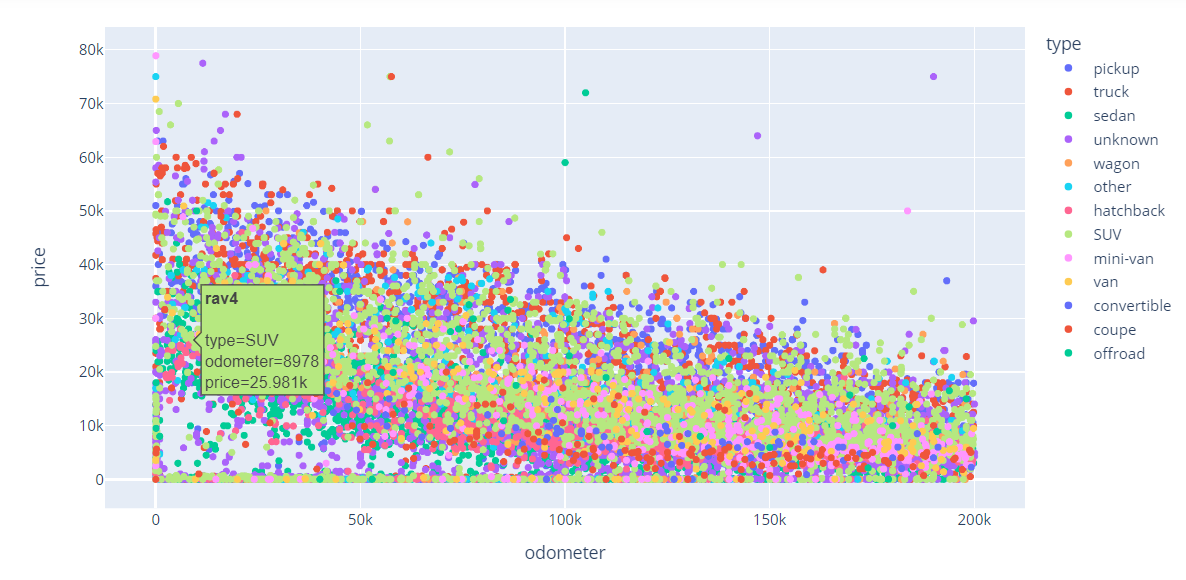 80k
70k
60k
50k
40k
30k
20k
10k
0
price
rav4
type=SUV
odometer=8978
price=25.981k
0
50k
100k
150k
200k
odometer
type
pickup
truck
sedan
unknown
wagon
other
hatchback
SUV
mini-van
van
convertible
coupe
offroad